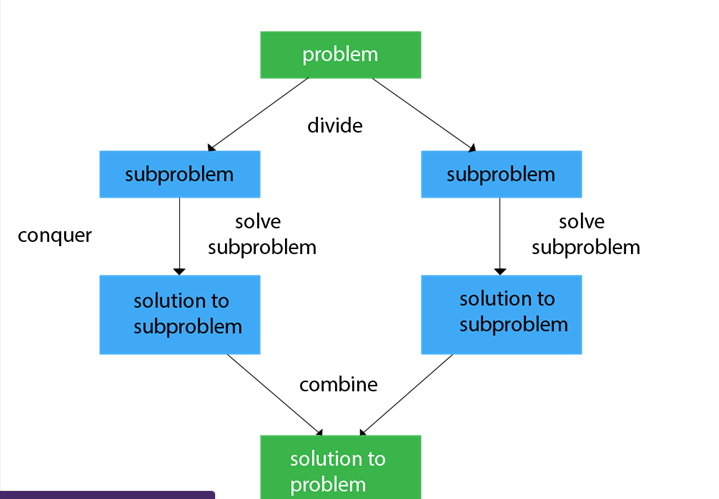 problem
divide
subproblem
subproblem
conquer
solve
subproblem
solve
subproblem
solution to
subproblem
solution to
subproblem
combine
solution to
problem